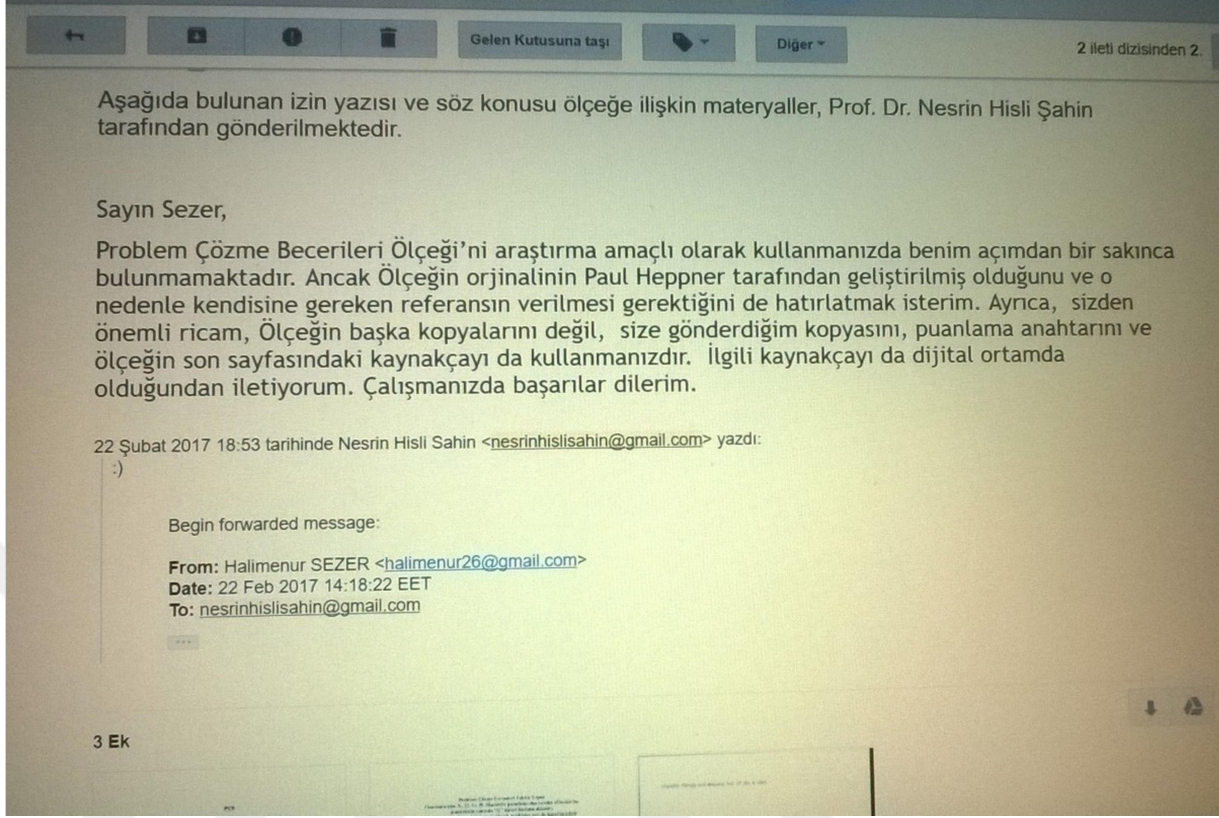 Gelen Kutusuna taşı
Diğer
2 ileti dizisinden 2.
Aşağıda bulunan izin yazısı ve söz konusu ölçeğe ilişkin materyaller, Prof. Dr. Nesrin Hisli Şahin
tarafından gönderilmektedir.
Sayın Sezer,
Problem Çözme Becerileri Ölçeği’ni araştırma amaçlı olarak kullanmanızda benim açımdan bir sakınca
bulunmamaktadır. Ancak Ölçeğin orjinalinin Paul Heppner tarafından geliştirilmiş olduğunu ve o
nedenle kendisine gereken referansın verilmesi gerektiğini de hatırlatmak isterim. Ayrıca, sizden
önemli ricam, Ölçeğin başka kopyalarını değil, size gönderdiğim kopyasını, puanlama anahtarını ve
ölçeğin son sayfasındaki kaynakçayı da kullanmanızdır. İlgili kaynakçayı da dijital ortamda
olduğundan iletiyorum. Çalışmanızda başarılar dilerim.
22 Şubat 2017 18:53 tarihinde Nesrin Hisli Sahin <nesrinhislisahin@gmail.com> yazdı:
:)
Begin forwarded message:
From: Halimenur SEZER <halimenur26@gmail.com>
Date: 22 Feb 2017 14:18:22 EET
To: nesrinhislisahin@gmail.com
3 Ek
PÇE